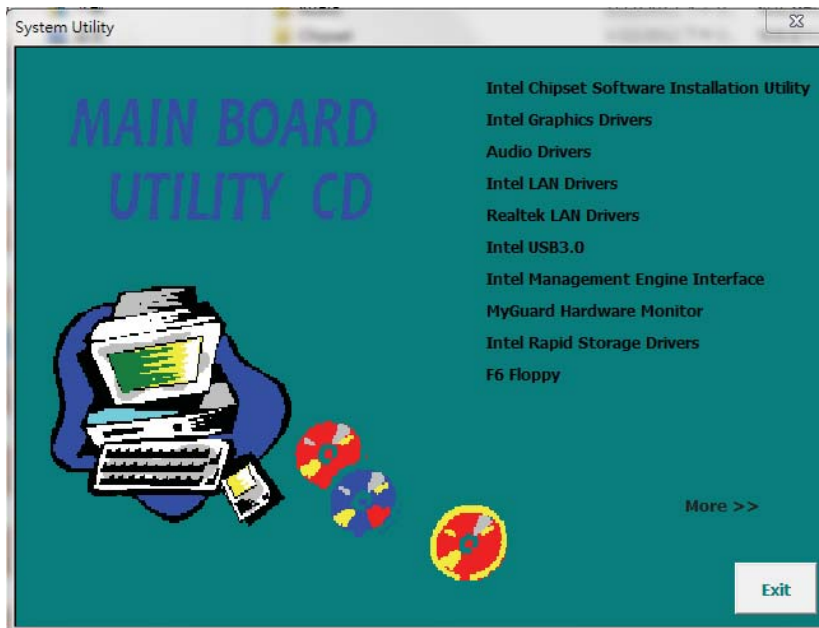 System Utility
MAIN BOARD
UTILITY CD
Intel Chipset Software Installation Utility
Intel Graphics Drivers
Audio Drivers
Intel LAN Drivers
Realtek LAN Drivers
Intel USB3.0
Intel Management Engine Interface
MyGuard Hardware Monitor
Intel Rapid Storage Drivers
F6 Floppy
More >>
Exit